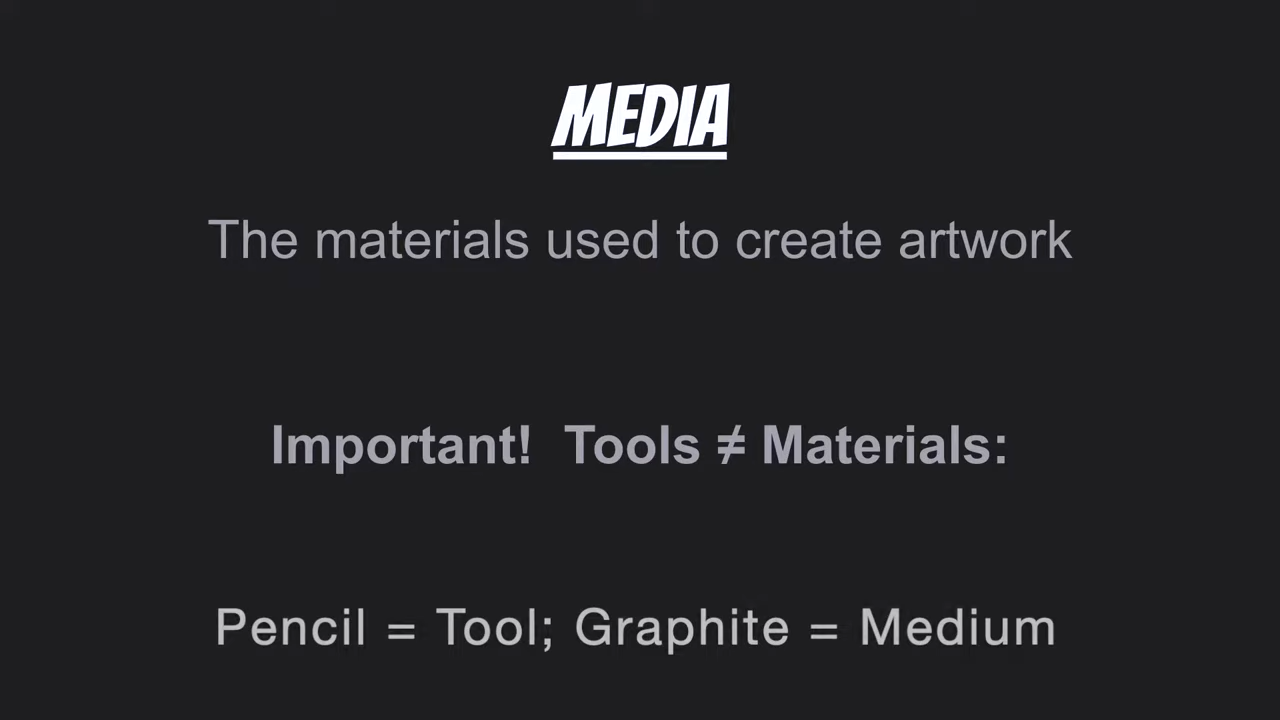 MEDIA
The materials used to create artwork
Important!  Tools ≠ Materials:
Pencil = Tool; Graphite = Medium